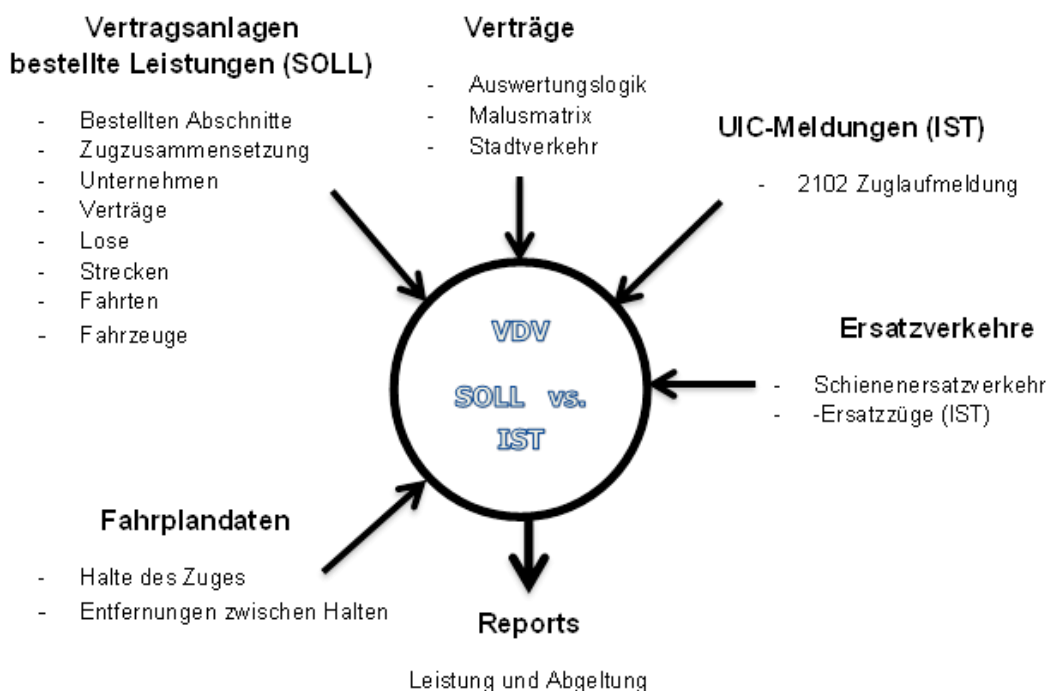 Vertragsanlagen
bestellte Leistungen (SOLL)
- Bestellten Abschnitte
- Zugzusammensetzung
- Unternehmen
- Verträge
- Lose
- Strecken
- Fahrten
- Fahrzeuge
Verträge
- Auswertungslogik
- Malusmatrix
- Stadtverkehr
UIC-Meldungen (IST)
- 2102 Zuglaufmeldung
VDV
SOLL vs.
IST
Ersatzverkehre
- Schienenersatzverkehr
- -Ersatzzüge (IST)
Fahrplandaten
- Halte des Zuges
- Entfernungen zwischen Halten
Reports
Leistung und Abgeltung